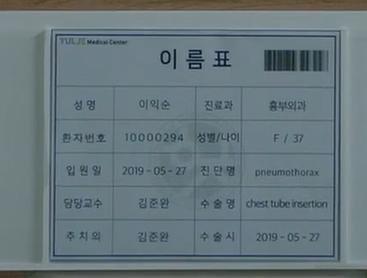 YULJE Medical Center
이름표
성명 이익순 진료과 흉부외과
환자번호 10000294 성별/나이 F / 37
입원일 2019-05-27 진단명 pneumothorax
담당교수 김준완 수술명 chest tube insertion
주치의 김준완 수술시 2019-05-27